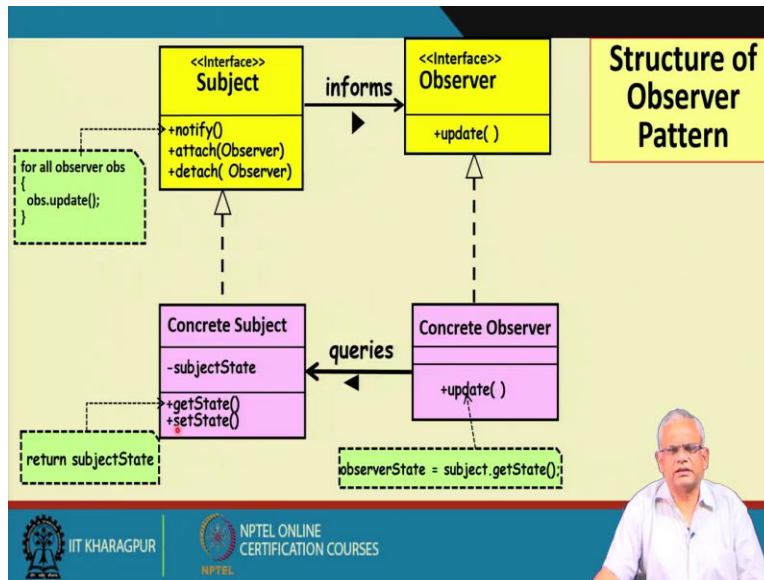 Structure of
Observer
Pattern
<<Interface>>
Subject
+notify()
+attach(Observer)
+detach( Observer)
informs
<<Interface>>
Observer
+update( )
for all observer obs
{
obs.update();
}
Concrete Subject
-subjectState
+getState()
+setState()
queries
Concrete Observer
+update( )
return subjectState
observerState = subject.getState();
IIT KHARAGPUR
NPTEL
NPTEL ONLINE
CERTIFICATION COURSES